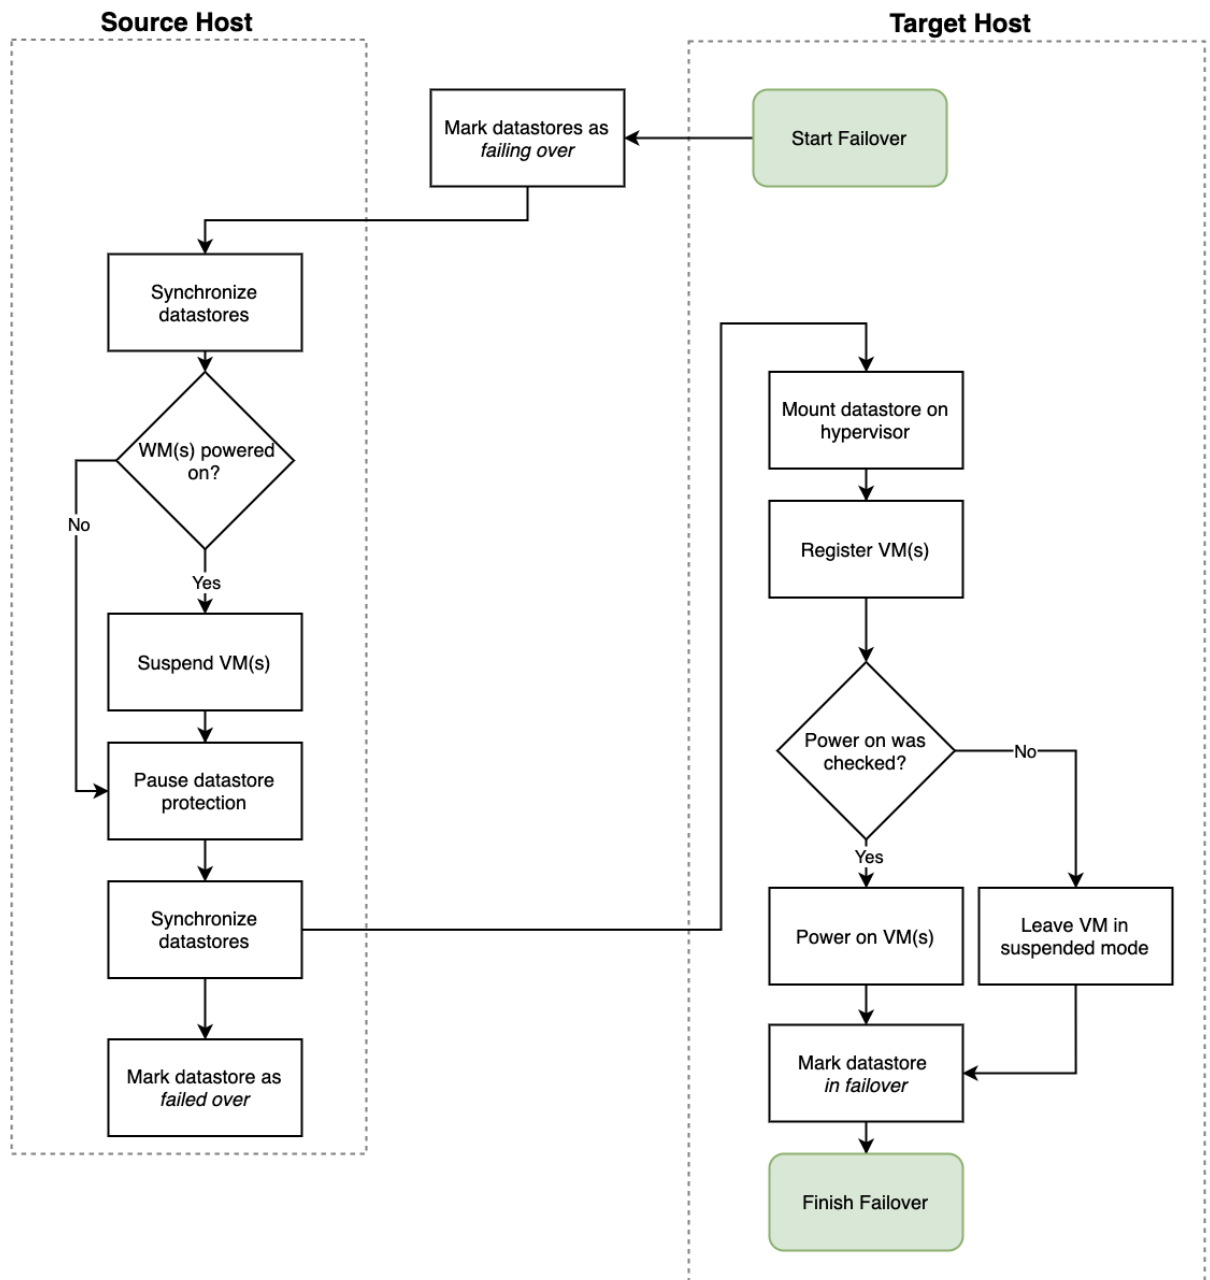 Source Host
Target Host
Mark datastores as
failing over
Start Failover
Synchronize
datastores
WM(s) powered
on?
No
Yes
Suspend VM(s)
Pause datastore
protection
Synchronize
datastores
Mark datastore as
failed over
Mount datastore on
hypervisor
Register VM(s)
Power on was
checked?
No
Yes
Power on VM(s)
Leave VM in
suspended mode
Mark datastore
in failover
Finish Failover